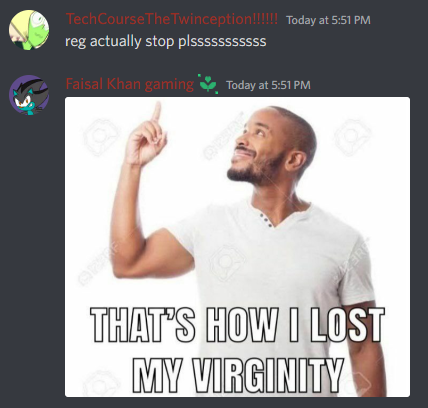 TechCourseTheTwinception!!!!!! Today at 5:51 PM
reg actually stop plsssssssssss
Faisal Khan gaming Today at 5:51 PM
THAT'S HOW I LOST
MY VIRGINITY